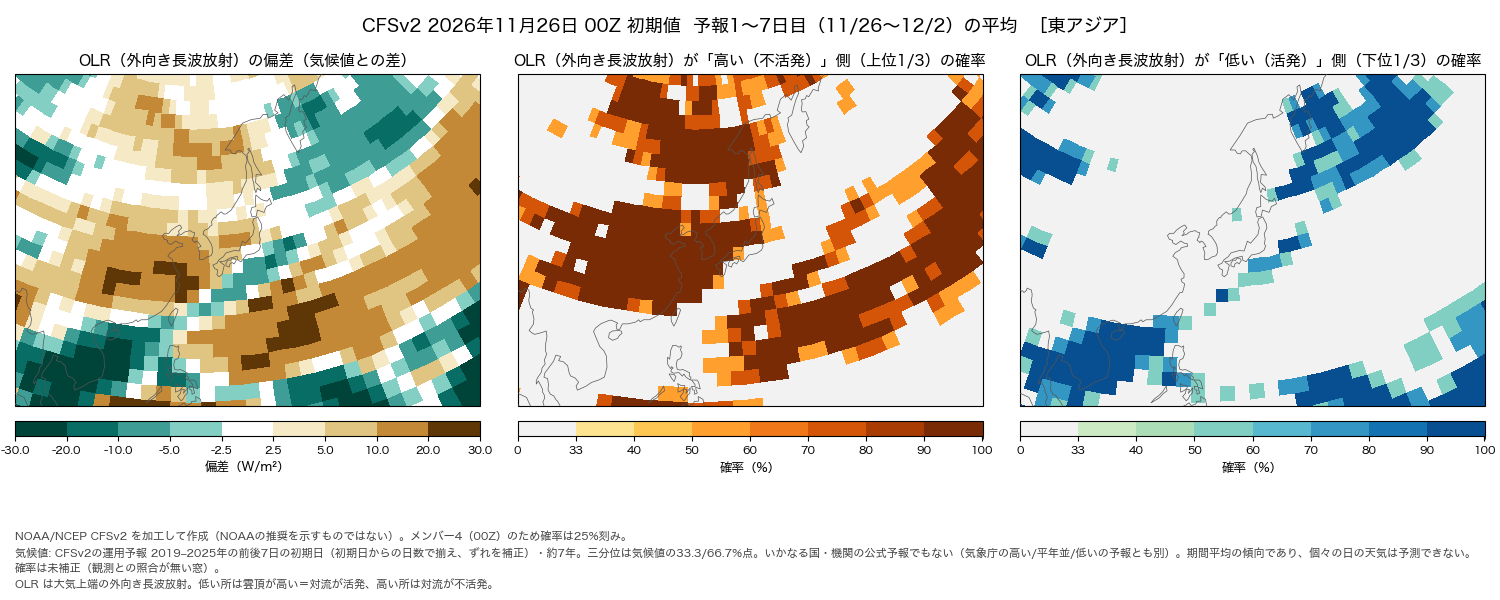 CFSv2 2026年11月26日 00Z 初期値 予報1～7日目（11/26～12/2）の平均 ［東アジア］
OLR（外向き長波放射）の偏差（気候値との差）
OLR（外向き長波放射）が「高い（不活発）」側（上位1/3）の確率
OLR（外向き長波放射）が「低い（活発）」側（下位1/3）の確率
-30.0 -20.0 -10.0 -5.0 -2.5 2.5 5.0 10.0 20.0 30.0
偏差（W/m²）
0 33 40 50 60 70 80 90 100
確率（%）
0 33 40 50 60 70 80 90 100
確率（%）
NOAA/NCEP CFSv2 を加工して作成（NOAAの推奨を示すものではない）。メンバー4（00Z）のため確率は25%刻み。
気候値: CFSv2の運用予報 2019–2025年の前後7日の初期日（初期日からの日数で揃え、ずれを補正）・約7年。三分位は気候値の33.3/66.7%点。いかなる国・機関の公式予報でもない（気象庁の高い/平年並/低いの予報とも別）。期間平均の傾向であり、個々の日の天気は予測できない。
確率は未補正（観測との照合が無い窓）。
OLR は大気上端の外向き長波放射。低い所は雲頂が高い＝対流が活発、高い所は対流が不活発。